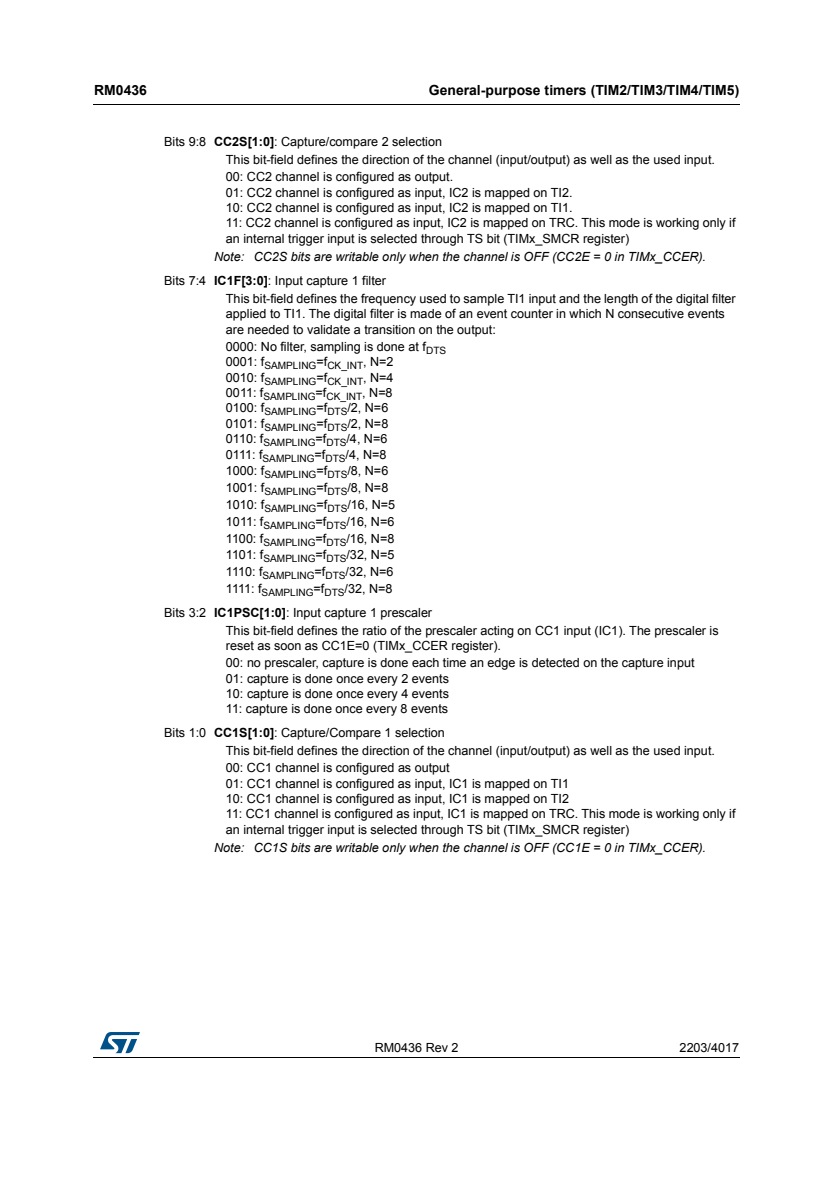 RM0436
General-purpose timers (TIM2/TIM3/TIM4/TIM5)
Bits 9:8 CC2S[1:0]: Capture/compare 2 selection
This bit-field defines the direction of the channel (input/output) as well as the used input.
00: CC2 channel is configured as output.
01: CC2 channel is configured as input, IC2 is mapped on TI2.
10: CC2 channel is configured as input, IC2 is mapped on TI1.
11: CC2 channel is configured as input, IC2 is mapped on TRC. This mode is working only if
an internal trigger input is selected through TS bit (TIMx_SMCR register)
Note: CC2S bits are writable only when the channel is OFF (CC2E = 0 in TIMx_CCER).
Bits 7:4 IC1F[3:0]: Input capture 1 filter
This bit-field defines the frequency used to sample TI1 input and the length of the digital filter
applied to TI1. The digital filter is made of an event counter in which N consecutive events
are needed to validate a transition on the output:
0000: No filter, sampling is done at fDTS
0001: fSAMPLING=fCK_INT, N=2
0010: fSAMPLING=fCK_INT, N=4
0011: fSAMPLING=fCK_INT, N=8
0100: fSAMPLING=fDTS/2, N=6
0101: fSAMPLING=fDTS/2, N=8
0110: fSAMPLING=fDTS/4, N=6
0111: fSAMPLING=fDTS/4, N=8
1000: fSAMPLING=fDTS/8, N=6
1001: fSAMPLING=fDTS/8, N=8
1010: fSAMPLING=fDTS/16, N=5
1011: fSAMPLING=fDTS/16, N=6
1100: fSAMPLING=fDTS/16, N=8
1101: fSAMPLING=fDTS/32, N=5
1110: fSAMPLING=fDTS/32, N=6
1111: fSAMPLING=fDTS/32, N=8
Bits 3:2 IC1PSC[1:0]: Input capture 1 prescaler
This bit-field defines the ratio of the prescaler acting on CC1 input (IC1). The prescaler is
reset as soon as CC1E=0 (TIMx_CCER register).
00: no prescaler, capture is done each time an edge is detected on the capture input
01: capture is done once every 2 events
10: capture is done once every 4 events
11: capture is done once every 8 events
Bits 1:0 CC1S[1:0]: Capture/Compare 1 selection
This bit-field defines the direction of the channel (input/output) as well as the used input.
00: CC1 channel is configured as output
01: CC1 channel is configured as input, IC1 is mapped on TI1
10: CC1 channel is configured as input, IC1 is mapped on TI2
11: CC1 channel is configured as input, IC1 is mapped on TRC. This mode is working only if
an internal trigger input is selected through TS bit (TIMx_SMCR register)
Note: CC1S bits are writable only when the channel is OFF (CC1E = 0 in TIMx_CCER).
ST
RM0436 Rev 2
2203/4017